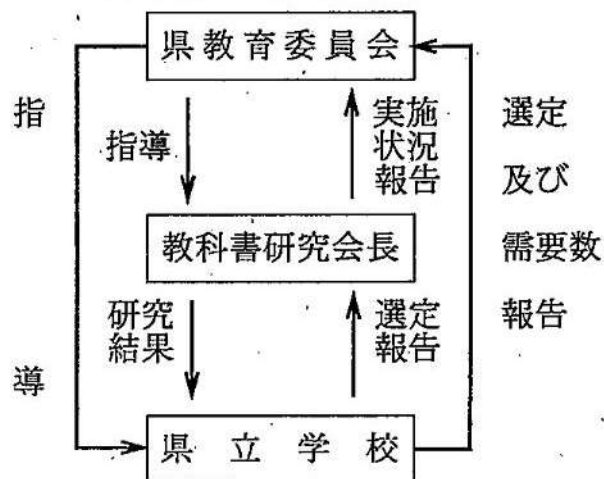 県教育委員会
指導
指導
実施
状況
報告
選定
及び
需要数
報告
教科書研究会長
研究
結果
選定
報告
県立学校